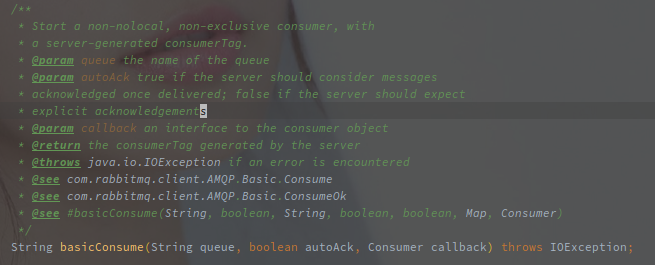 /**
* Start a non-nolocal, non-exclusive consumer, with
* a server-generated consumerTag.
* @param queue the name of the queue
* @param autoAck true if the server should consider messages
* acknowledged once delivered; false if the server should expect
* explicit acknowledgements
* @param callback an interface to the consumer object
* @return the consumerTag generated by the server
* @throws java.io.IOException if an error is encountered
* @see com.rabbitmq.client.AMQP.Basic.Consume
* @see com.rabbitmq.client.AMQP.Basic.ConsumeOk
* @see #basicConsume(String, boolean, String, boolean, boolean, Map, Consumer)
*/
String basicConsume(String queue, boolean autoAck, Consumer callback) throws IOException;